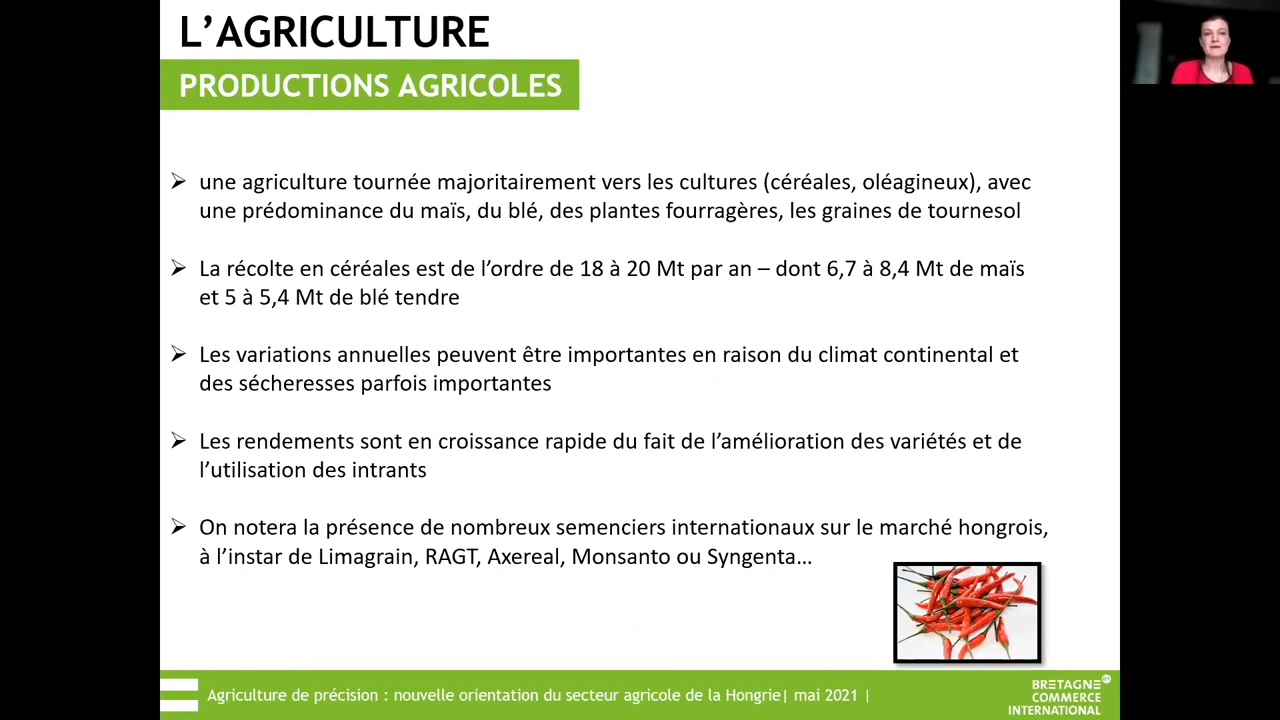 L’AGRICULTURE
PRODUCTIONS AGRICOLES
➢ une agriculture tournée majoritairement vers les cultures (céréales, oléagineux), avec
une prédominance du maïs, du blé, des plantes fourragères, les graines de tournesol
➢ La récolte en céréales est de l’ordre de 18 à 20 Mt par an – dont 6,7 à 8,4 Mt de maïs
et 5 à 5,4 Mt de blé tendre
➢ Les variations annuelles peuvent être importantes en raison du climat continental et
des sécheresses parfois importantes
➢ Les rendements sont en croissance rapide du fait de l’amélioration des variétés et de
l’utilisation des intrants
➢ On notera la présence de nombreux semenciers internationaux sur le marché hongrois,
à l’instar de Limagrain, RAGT, Axereal, Monsanto ou Syngenta…
Agriculture de précision : nouvelle orientation du secteur agricole de la Hongrie| mai 2021 |
BRETAGNE
COMMERCE
INTERNATIONAL